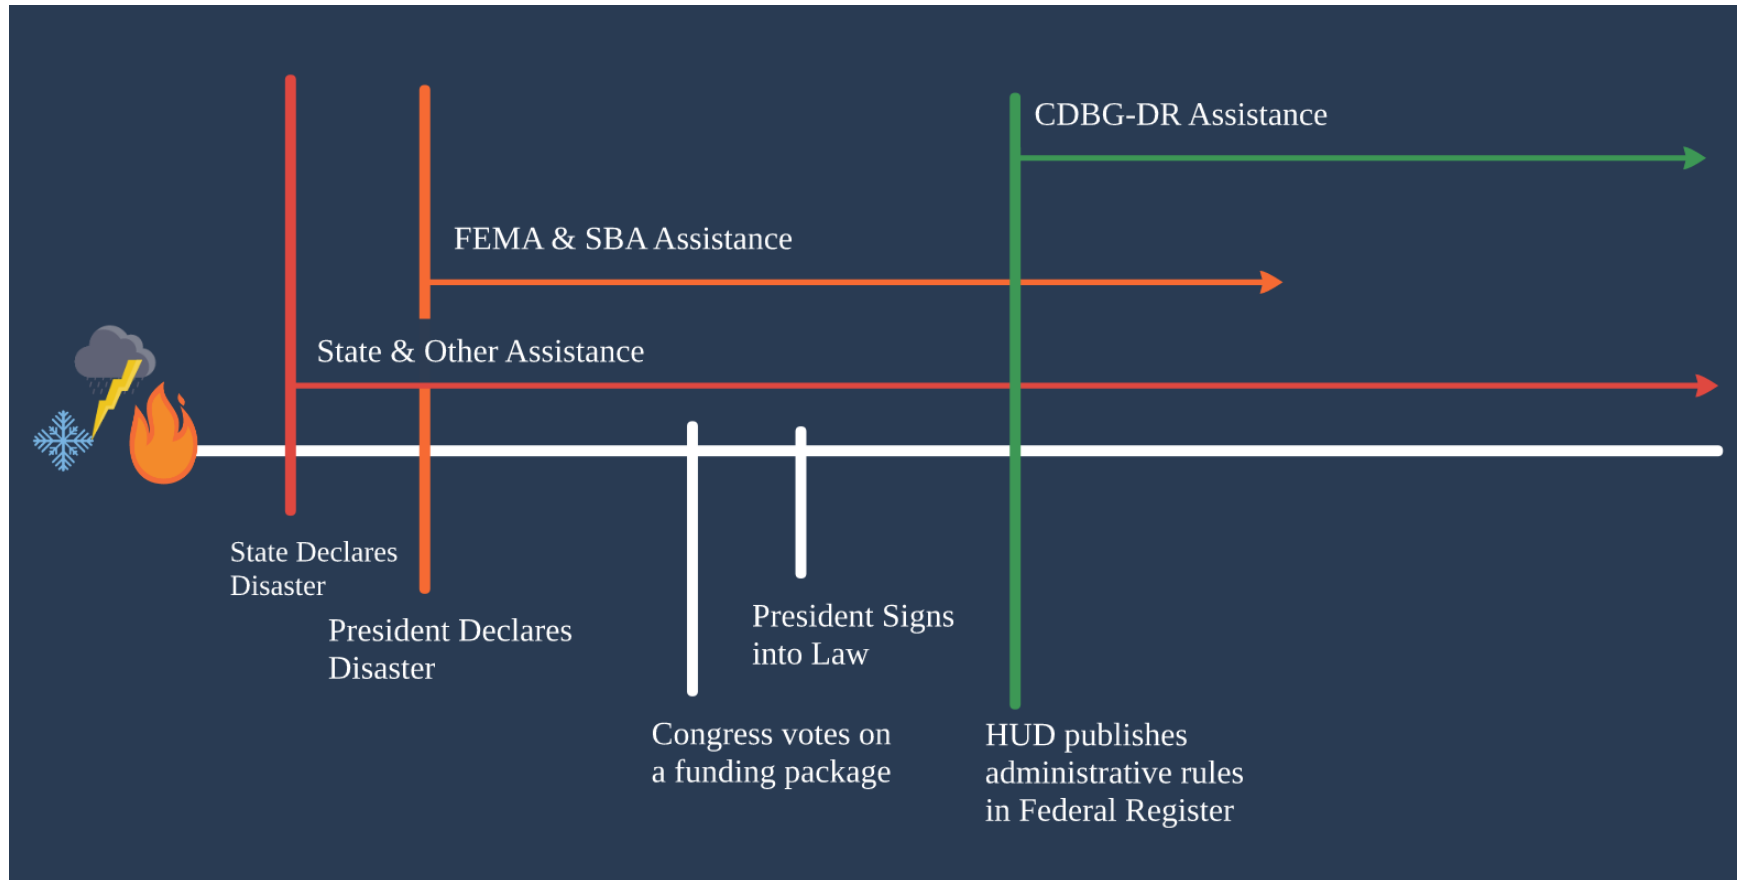 CDBG-DR Assistance
FEMA & SBA Assistance
State & Other Assistance
State Declares
Disaster
President Declares
Disaster
President Signs
into Law
Congress votes on
a funding package
HUD publishes
administrative rules
in Federal Register